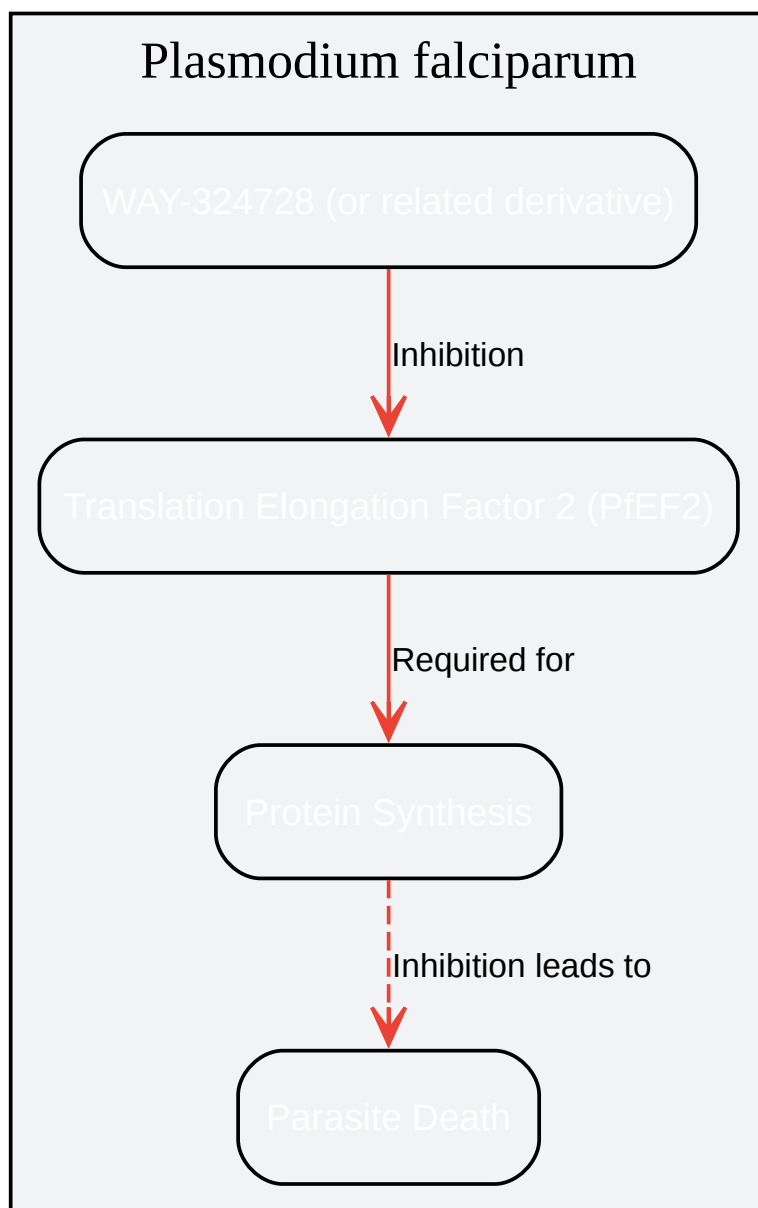 Plasmodium falciparum
WAY-324728 (or related derivative)
Inhibition
Translation Elongation Factor 2 (PfEF2)
Required for
Protein Synthesis
Inhibition leads to
Parasite Death